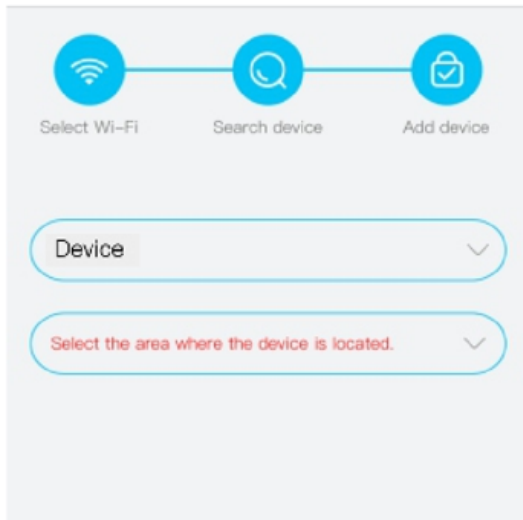 Select Wi-Fi
Search device
Add device
Device
Select the area where the device is located.